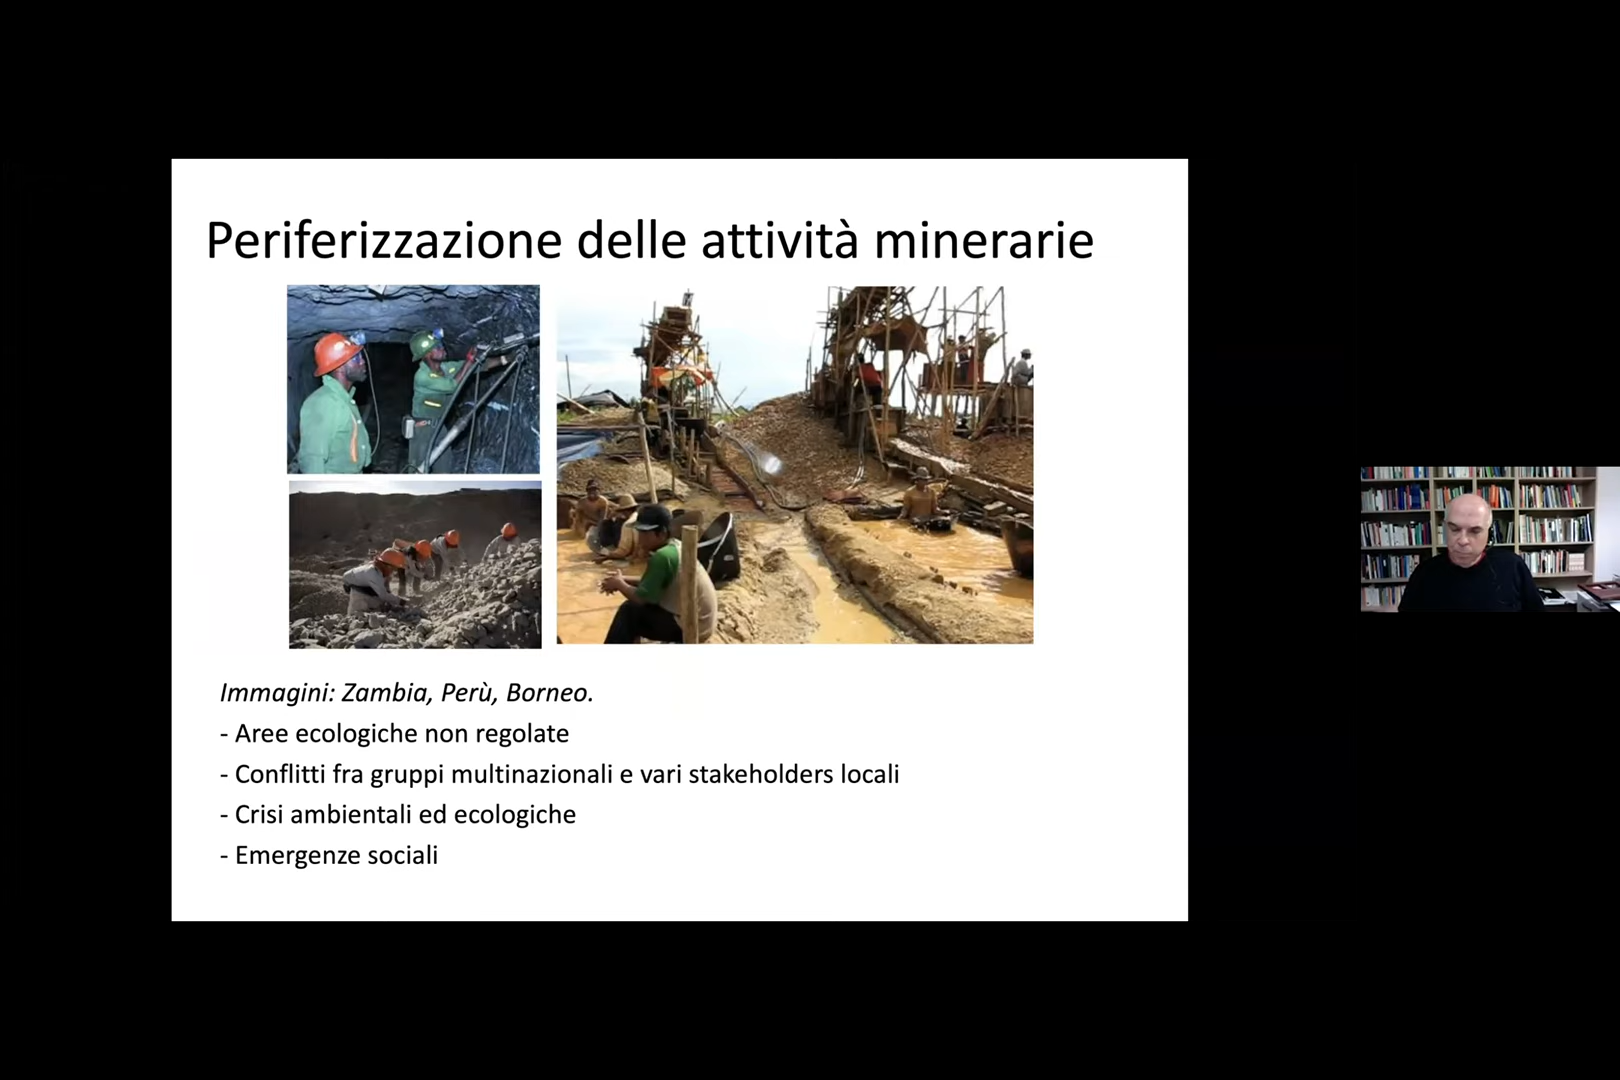 Periferizzazione delle attività minerarie
Immagini: Zambia, Perù, Borneo.
- Aree ecologiche non regolate
- Conflitti fra gruppi multinazionali e vari stakeholders locali
- Crisi ambientali ed ecologiche
- Emergenze sociali